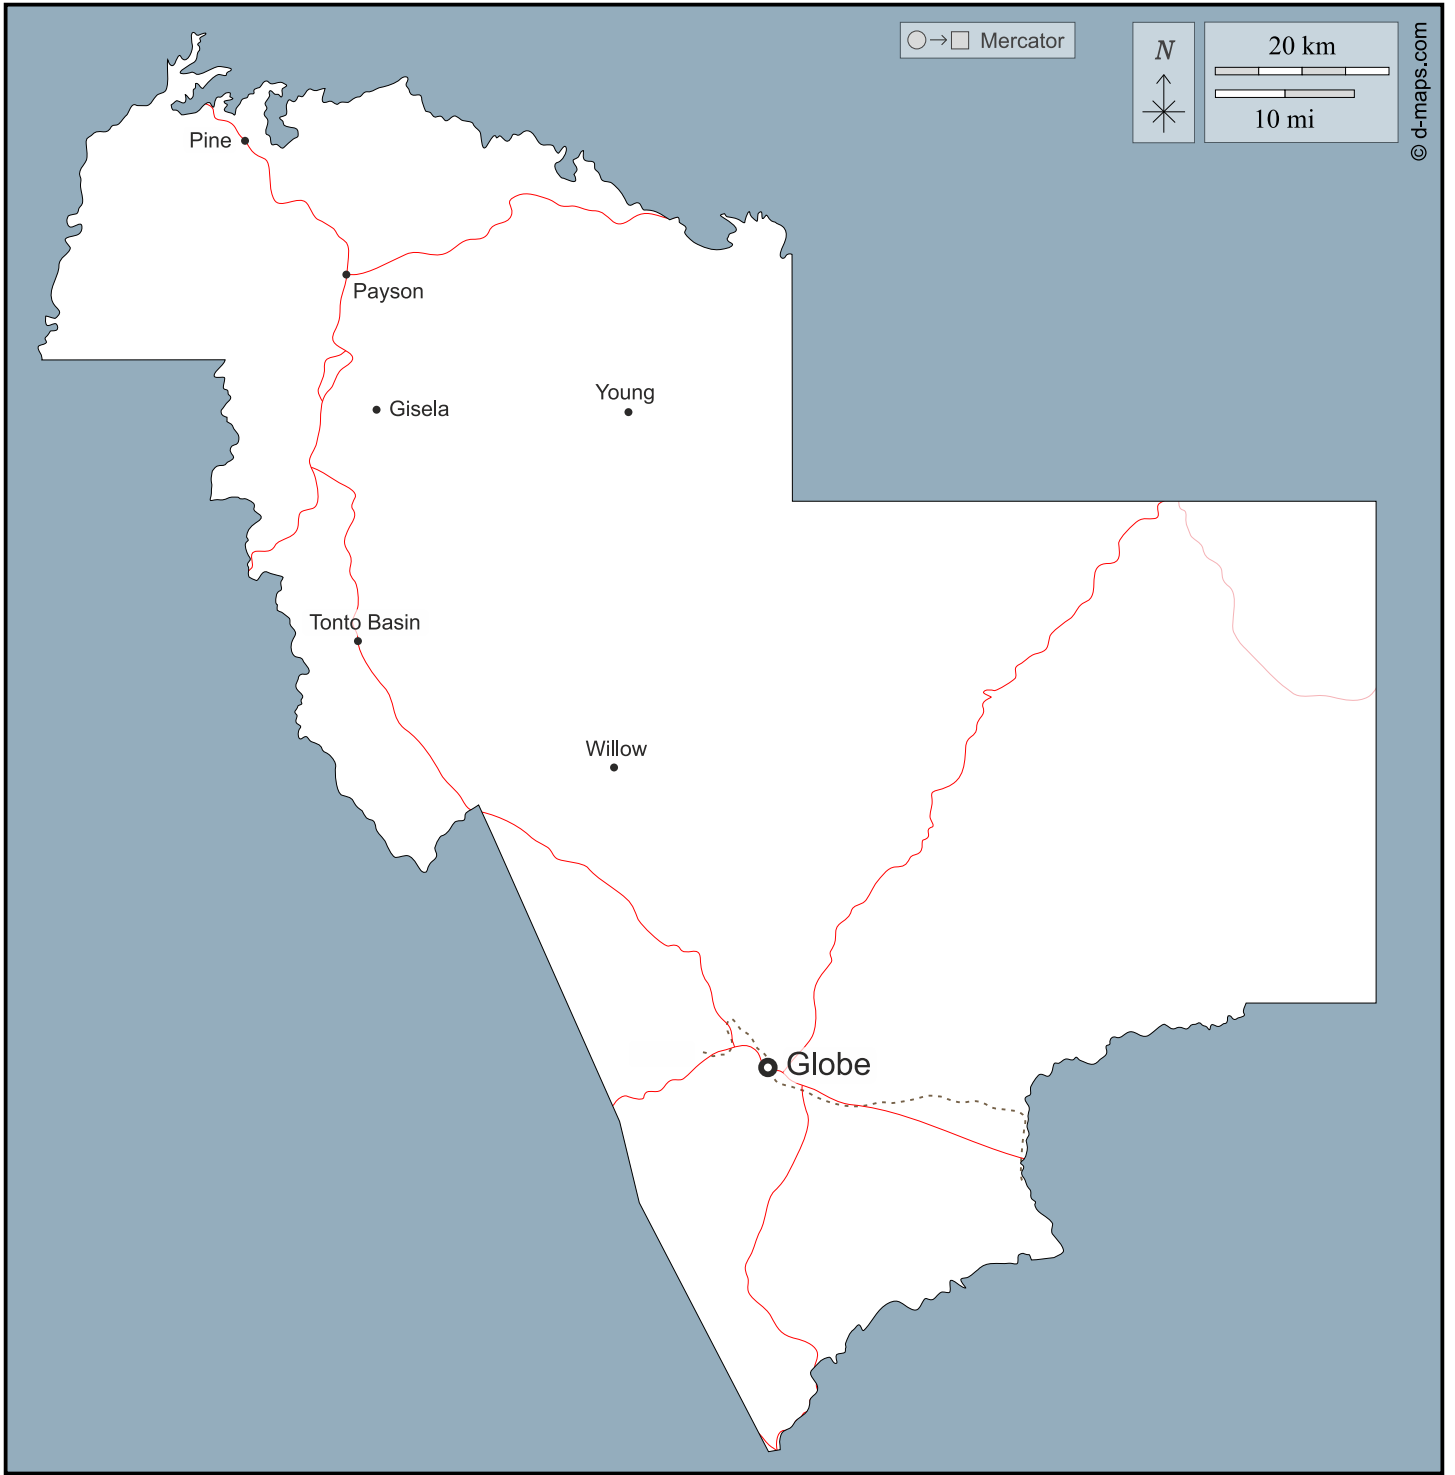 Mercator
N
20 km
10 mi
© d-maps.com
Pine
Payson
Gisela
Young
Tonto Basin
Willow
Globe